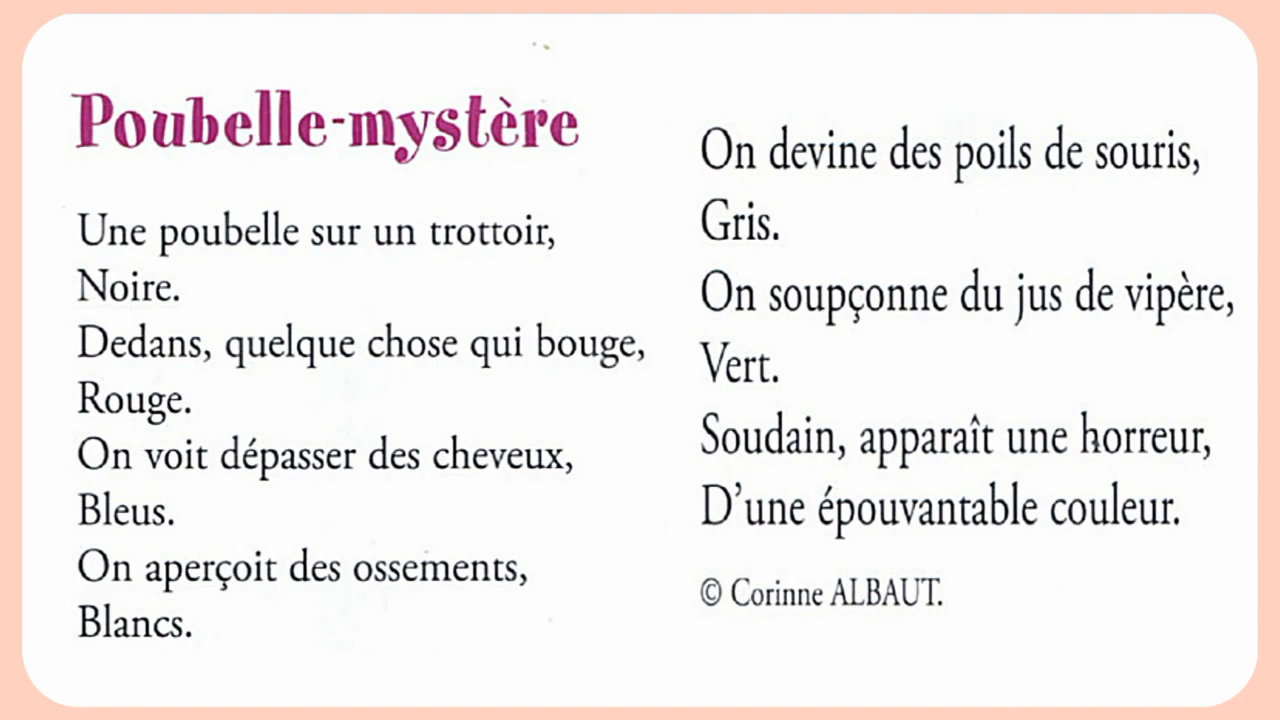 Poubelle-mystère
Une poubelle sur un trottoir,
Noire.
Dedans, quelque chose qui bouge,
Rouge.
On voit dépasser des cheveux,
Bleus.
On aperçoit des ossements,
Blancs.
On devine des poils de souris,
Gris.
On soupçonne du jus de vipère,
Vert.
Soudain, apparaît une horreur,
D'une épouvantable couleur.
© Corinne ALBAUT.